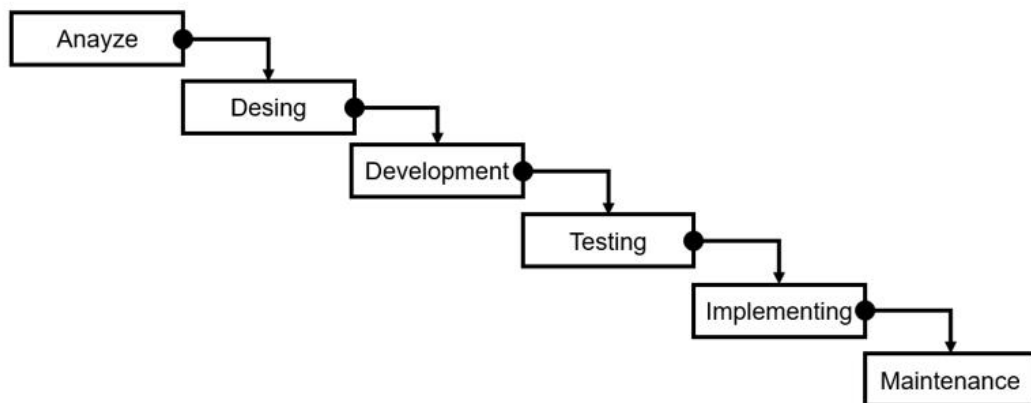 Anayze
Desing
Development
Testing
Implementing
Maintenance